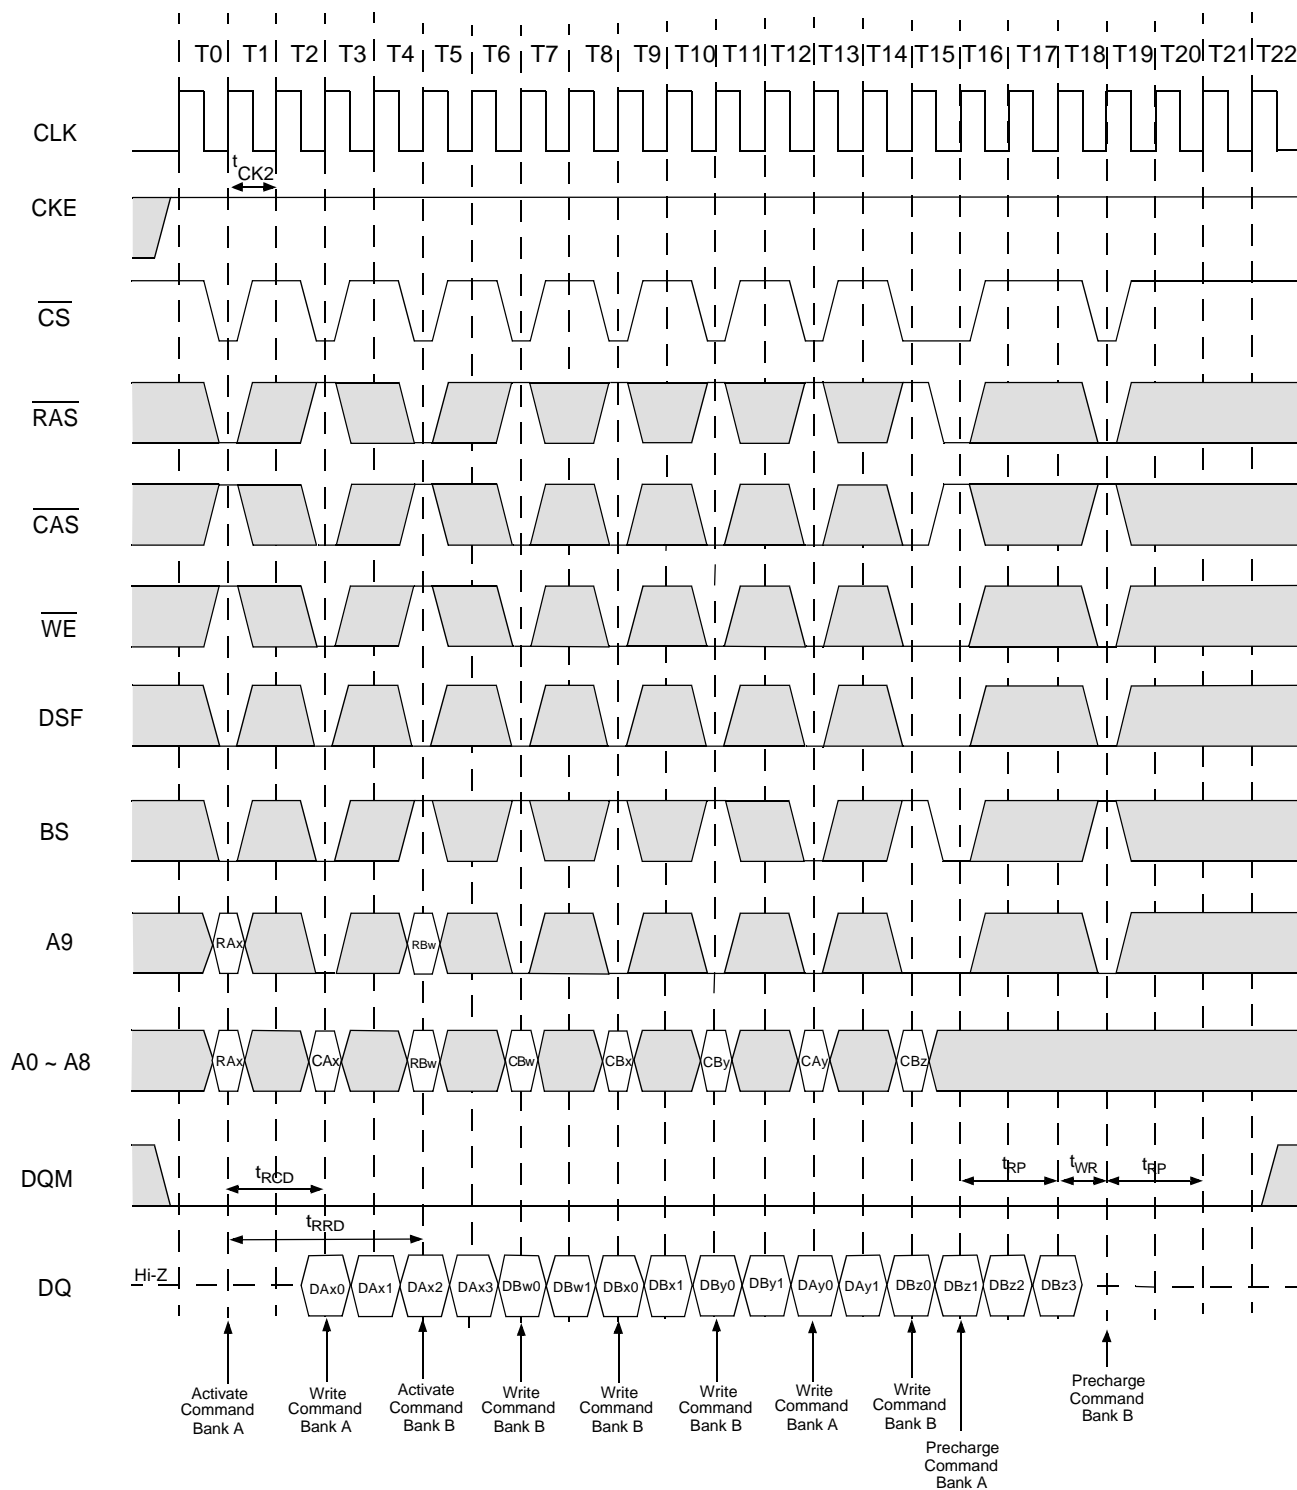 T0 T1 T2 T3 T4 T5 T6 T7 T8 T9 T10 T11 T12 T13 T14 T15 T16 T17 T18 T19 T20 T21 T22
CLK
tCK2
CKE
CS
RAS
CAS
WE
DSF
BS
A9 RAx RBw
A0 ~ A8 RAx CAx RBw CBw CBx CBy CAy CBz
DQM tRCD tRP tWR tRP
tRRD
DQ Hi-Z DAx0 DAx1 DAx2 DAx3 DBw0 DBw1 DBx0 DBx1 DBy0 DBy1 DAy0 DAy1 DBz0 DBz1 DBz2 DBz3
Activate
Command
Bank A
Write
Command
Bank A
Activate
Command
Bank B
Write
Command
Bank B
Write
Command
Bank B
Write
Command
Bank B
Write
Command
Bank A
Write
Command
Bank B
Precharge
Command
Bank A
Precharge
Command
Bank B